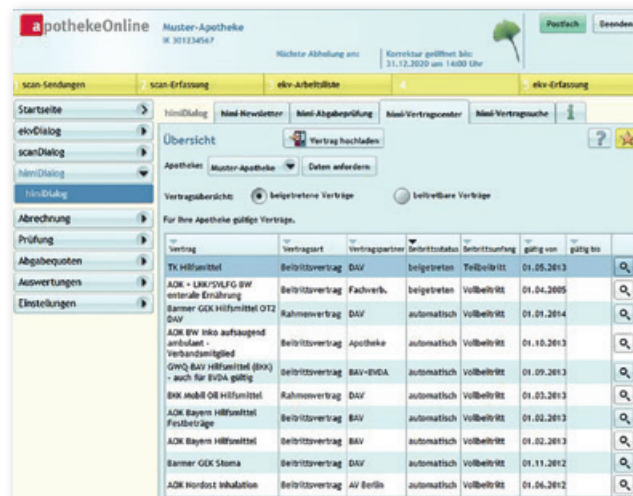 apothekeOnline
Muster-Apotheke
IK 301234567
Postfach
Beenden
Nächste Abholung am:
Korrektur geöffnet bis:
31.12.2020 um 14:00 Uhr
1 scan-Sendungen
2 scan-Erfassung
3 ekv-Arbeitsliste
4
5 ekv-Erfassung
Startseite
ekvDialog
scanDialog
himiDialog
himiDialog
Abrechnung
Prüfung
Abgabequoten
Auswertungen
Einstellungen
himiDialog himi-Newsletter himi-Abgabeprüfung himi-Vertragscenter himi-Vertragssuche i
Übersicht
Vertrag hochladen
?
Apotheke: Muster-Apotheke Daten anfordern
Vertragsübersicht: beigetretene Verträge beitretbare Verträge
Für Ihre Apotheke gültige Verträge.
Vertrag Vertragsart Vertragspartner Beitrittsstatus Beitrittsumfang gültig von gültig bis
TK Hilfsmittel Beitrittsvertrag DAV beigetreten Teilbeitritt 01.05.2013
AOK + LKK/SVLFG BW
enterale Ernährung Beitrittsvertrag Fachverb. beigetreten Vollbeitritt 01.04.2005
Barmer GEK Hilfsmittel OT2
DAV Rahmenvertrag DAV automatisch Vollbeitritt 01.01.2014
AOK BW Inko aufsaugend
ambulant -
Verbandsmitglied Beitrittsvertrag Apotheke automatisch Vollbeitritt 01.10.2013
GWQ-BAV Hilfsmittel (BKK)
- auch für BVDA gültig Beitrittsvertrag BAV-BVDA automatisch Vollbeitritt 01.09.2013
BKK Mobil Oil Hilfsmittel Rahmenvertrag DAV automatisch Vollbeitritt 01.03.2013
AOK Bayern Hilfsmittel
Festbeträge Beitrittsvertrag BAV automatisch Vollbeitritt 01.02.2013
AOK Bayern Hilfsmittel Beitrittsvertrag BAV automatisch Vollbeitritt 01.02.2013
Barmer GEK Stoma Beitrittsvertrag DAV automatisch Vollbeitritt 01.11.2012
AOK Nordost Inhalation Beitrittsvertrag AV Berlin automatisch Vollbeitritt 01.06.2012